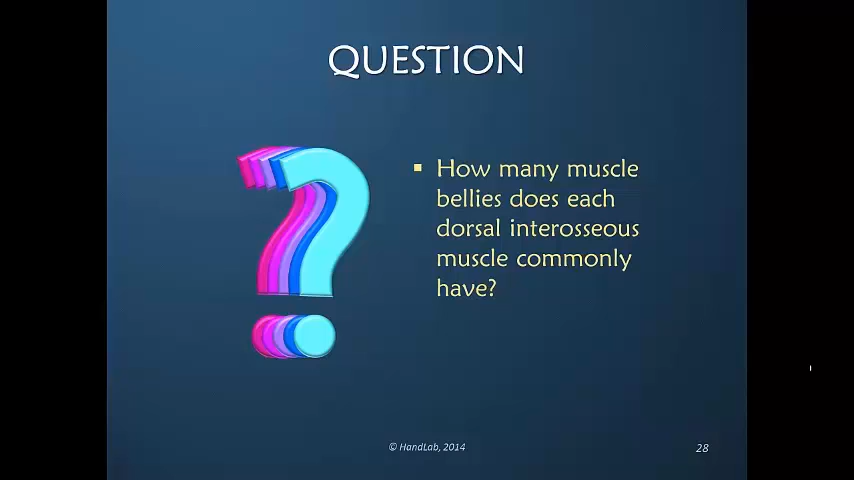 QUESTION
▪ How many muscle
bellies does each
dorsal interosseous
muscle commonly
have?
© HandLab, 2014
28